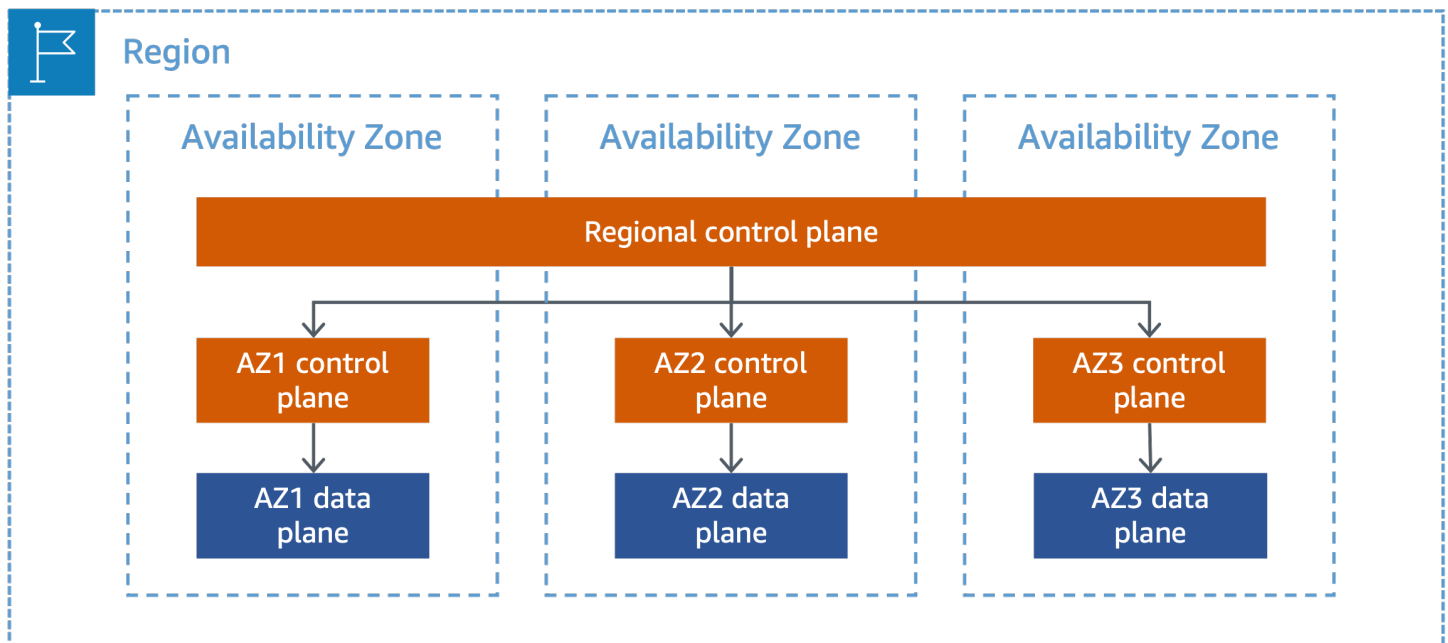 Region
Availability Zone
Availability Zone
Availability Zone
Regional control plane
AZ1 control
plane
AZ2 control
plane
AZ3 control
plane
AZ1 data
plane
AZ2 data
plane
AZ3 data
plane